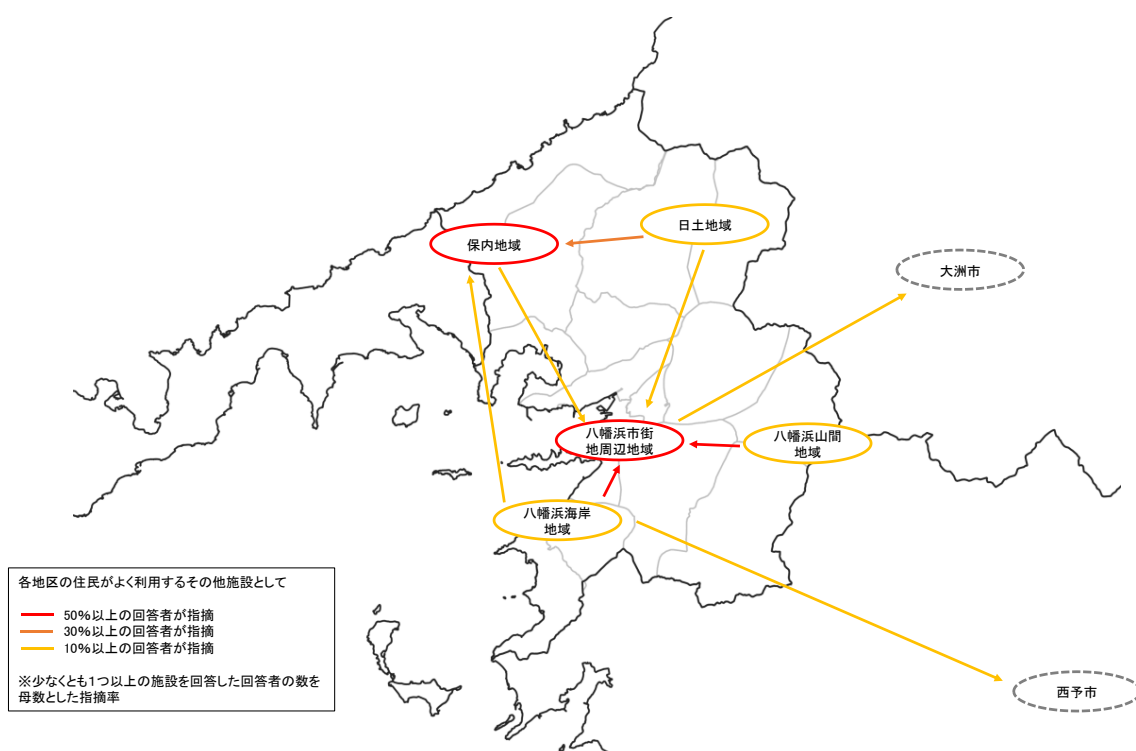 日土地域
保内地域
大洲市
八幡浜市街
地周辺地域
八幡浜山間
地域
八幡浜海岸
地域
各地区の住民がよく利用するその他施設として
50%以上の回答者が指摘
30%以上の回答者が指摘
10%以上の回答者が指摘
※少なくとも1つ以上の施設を回答した回答者の数を
母数とした指摘率
西予市